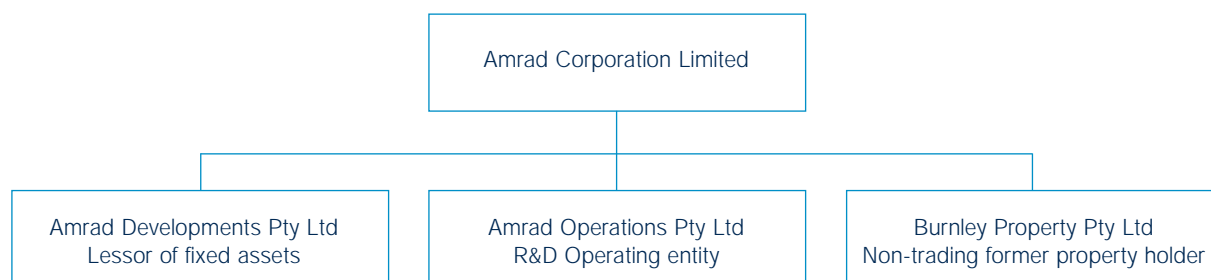 Amrad Corporation Limited
Amrad Developments Pty Ltd
Lessor of fixed assets
Amrad Operations Pty Ltd
R&D Operating entity
Burnley Property Pty Ltd
Non-trading former property holder